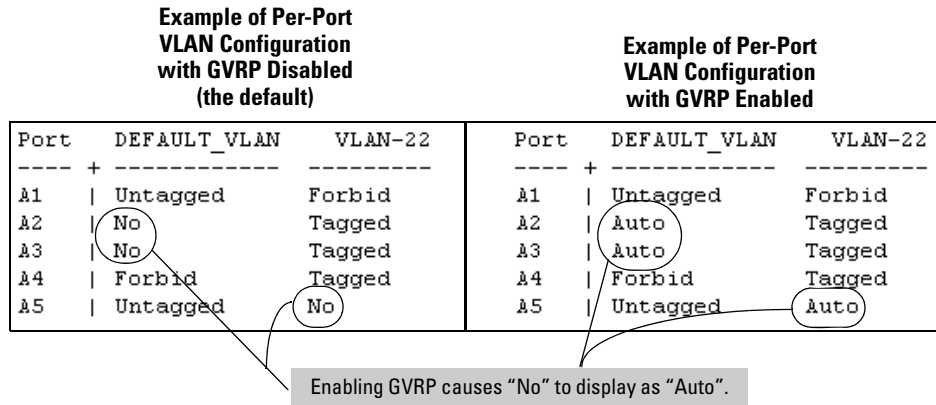 Example of Per-Port
VLAN Configuration
with GVRP Disabled
(the default)
Example of Per-Port
VLAN Configuration
with GVRP Enabled
Port DEFAULT_VLAN VLAN-22
---- + ------------ ---------
A1 | Untagged Forbid
A2 | No Tagged
A3 | No Tagged
A4 | Forbid Tagged
A5 | Untagged No
Port DEFAULT_VLAN VLAN-22
---- + ------------ ---------
A1 | Untagged Forbid
A2 | Auto Tagged
A3 | Auto Tagged
A4 | Forbid Tagged
A5 | Untagged Auto
Enabling GVRP causes “No” to display as “Auto”.